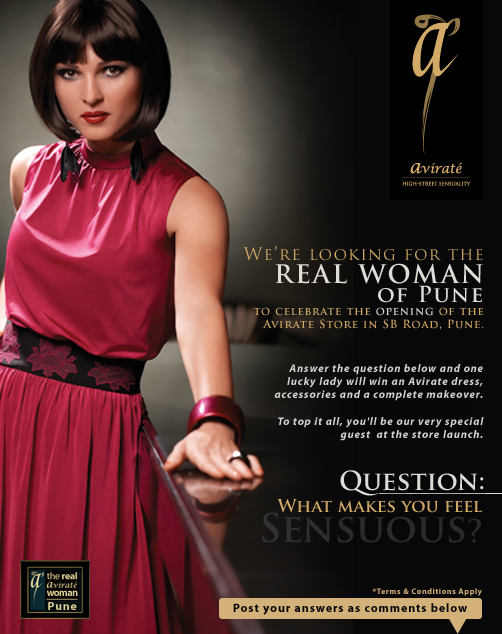 a
aviraté
HIGH-STREET SENSUALITY
WE'RE LOOKING FOR THE
REAL WOMAN
OF PUNE
TO CELEBRATE THE OPENING OF THE
AVIRATE STORE IN SB ROAD, PUNE.
Answer the question below and one
lucky lady will win an Avirate dress,
accessories and a complete makeover.
To top it all, you'll be our very special
guest at the store launch.
QUESTION:
WHAT MAKES YOU FEEL
SENSUOUS?
a
the real
aviraté
woman
Pune
*Terms & Conditions Apply
Post your answers as comments below